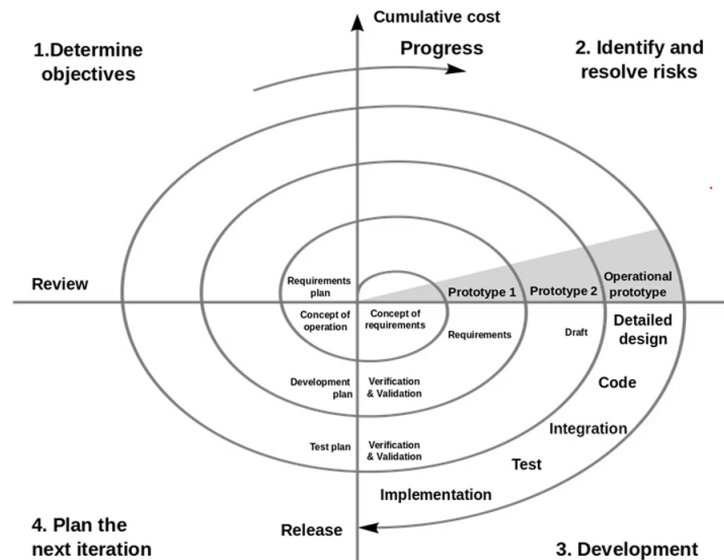 Cumulative cost
Progress
1.Determine
objectives
2. Identify and
resolve risks
Review
Requirements
plan
Prototype 1
Prototype 2
Operational
prototype
Concept of
operation
Concept of
requirements
Requirements
Draft
Detailed
design
Development
plan
Verification
& Validation
Code
Integration
Test plan
Verification
& Validation
Test
Implementation
Release
4. Plan the
next iteration
3. Development